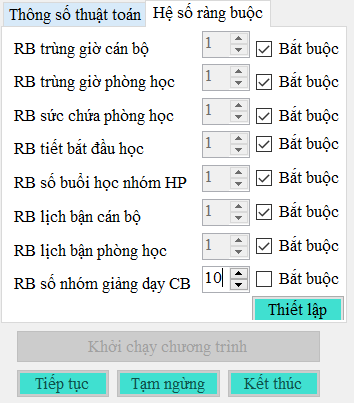 Thông số thuật toán Hệ số ràng buộc
RB trùng giờ cán bộ 1 Bắt buộc
RB trùng giờ phòng học 1 Bắt buộc
RB sức chứa phòng học 1 Bắt buộc
RB tiết bắt đầu học 1 Bắt buộc
RB số buổi học nhóm HP 1 Bắt buộc
RB lịch bận cán bộ 1 Bắt buộc
RB lịch bận phòng học 1 Bắt buộc
RB số nhóm giảng dạy CB 10 Bắt buộc
Thiết lập
Khởi chạy chương trình
Tiếp tục Tạm ngừng Kết thúc